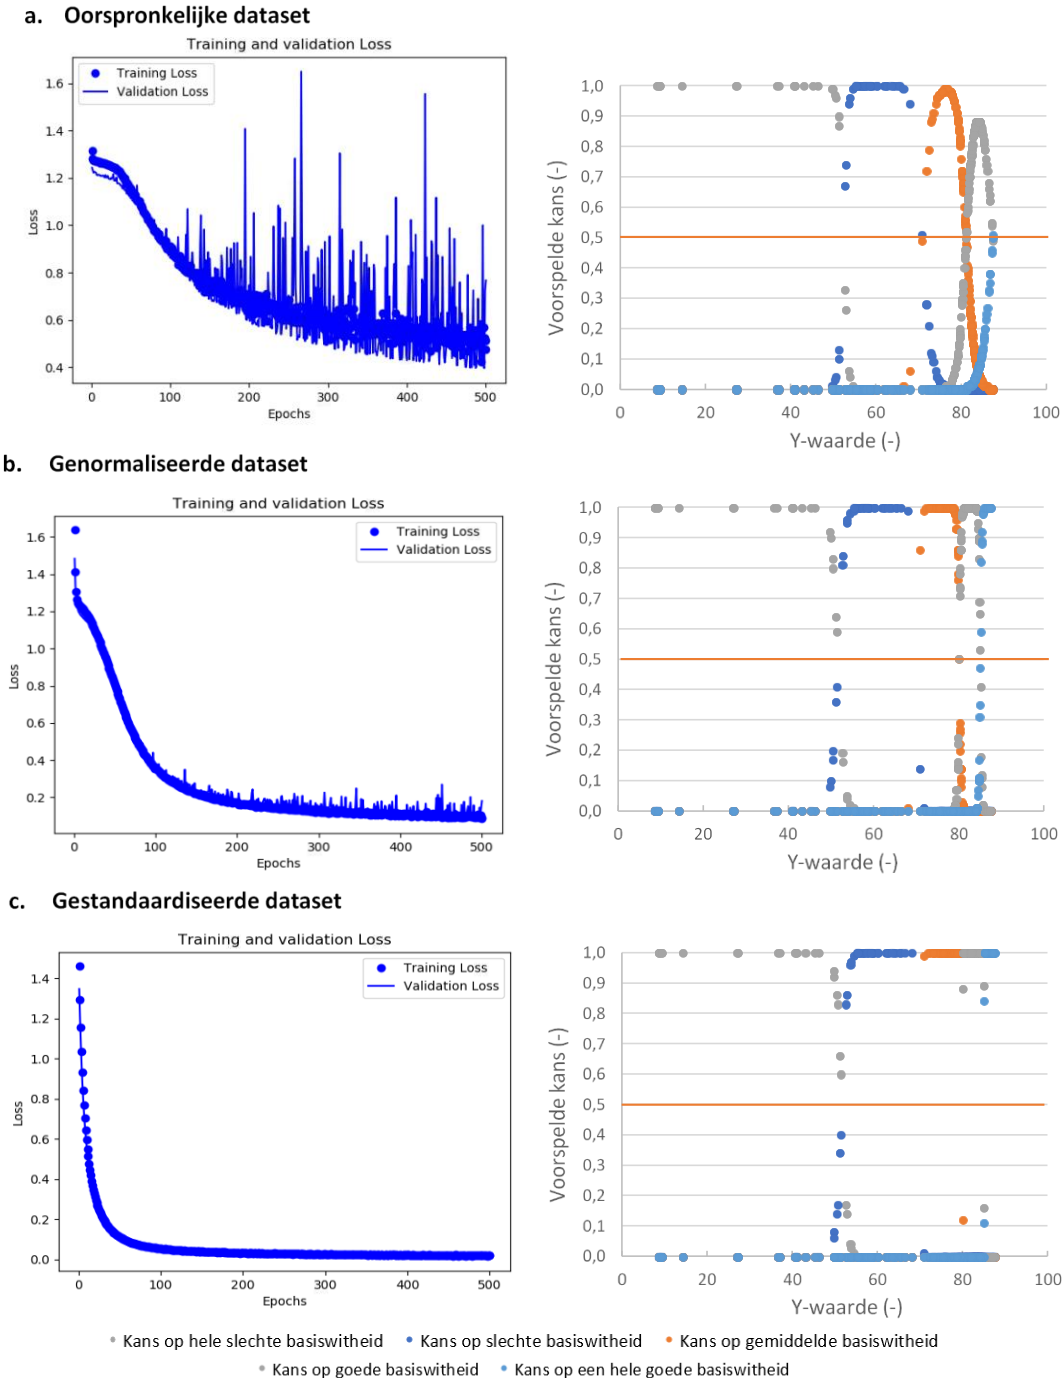 a. Oorspronkelijke dataset
Training and validation Loss
Training Loss
Validation Loss
Loss
1.6
1.4
1.2
1.0
0.8
0.6
0.4
0 100 200 300 400 500
Epochs
Voorspelde kans (-)
1,0
0,9
0,8
0,7
0,6
0,5
0,4
0,3
0,2
0,1
0,0
0 20 40 60 80 100
Y-waarde (-)
b. Genormaliseerde dataset
Training and validation Loss
Training Loss
Validation Loss
Loss
1.6
1.4
1.2
1.0
0.8
0.6
0.4
0.2
0 100 200 300 400 500
Epochs
Voorspelde kans (-)
1,0
0,9
0,8
0,7
0,6
0,5
0,4
0,3
0,2
0,1
0,0
0 20 40 60 80 100
Y-waarde (-)
c. Gestandaardiseerde dataset
Training and validation Loss
Training Loss
Validation Loss
Loss
1.4
1.2
1.0
0.8
0.6
0.4
0.2
0.0
0 100 200 300 400 500
Epochs
Voorspelde kans (-)
1,0
0,9
0,8
0,7
0,6
0,5
0,4
0,3
0,2
0,1
0,0
0 20 40 60 80 100
Y-waarde (-)
Kans op hele slechte basiswitheid Kans op slechte basiswitheid Kans op gemiddelde basiswitheid
Kans op goede basiswitheid Kans op een hele goede basiswitheid